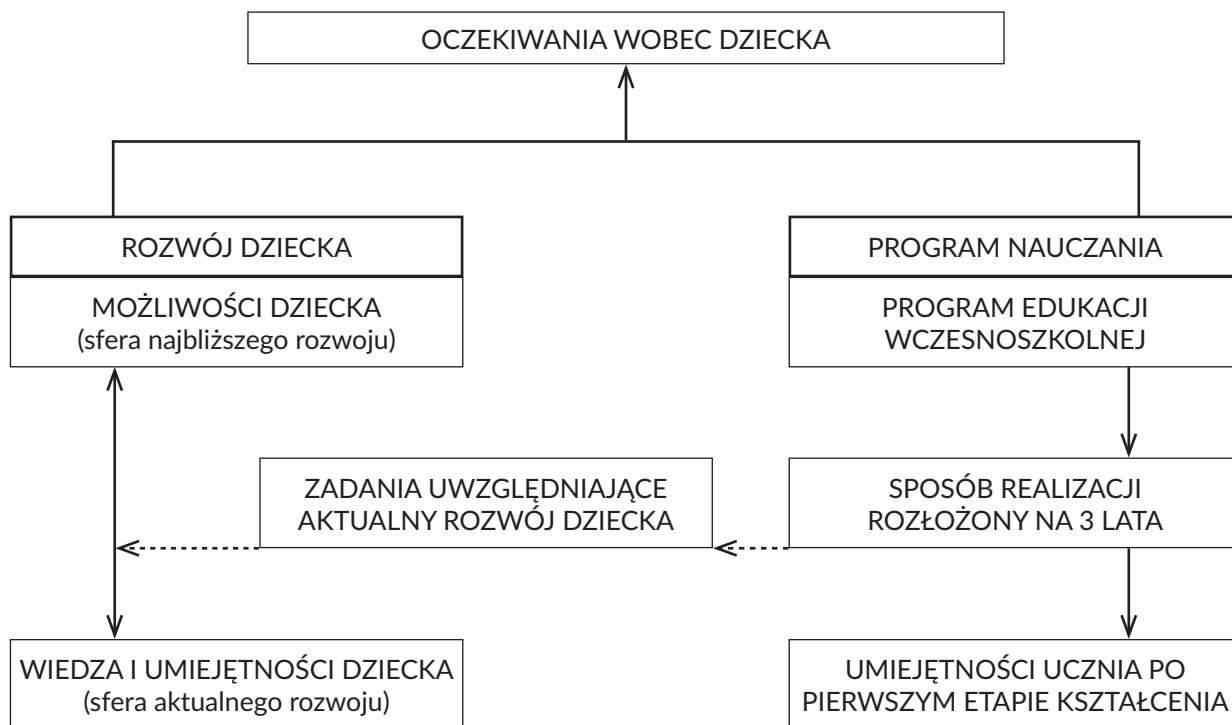 OCZEKIWANIA WOBEC DZIECKA
ROZWÓJ DZIECKA
MOŻLIWOŚCI DZIECKA
(sfera najbliższego rozwoju)
PROGRAM NAUCZANIA
PROGRAM EDUKACJI
WCZESNOSZKOLNEJ
ZADANIA UWZGLĘDNIAJĄCE
AKTUALNY ROZWÓJ DZIECKA
SPOSÓB REALIZACJI
ROZŁOŻONY NA 3 LATA
WIEDZA I UMIEJĘTNOŚCI DZIECKA
(sfera aktualnego rozwoju)
UMIEJĘTNOŚCI UCZNIA PO
PIERWSZYM ETAPIE KSZTAŁCENIA